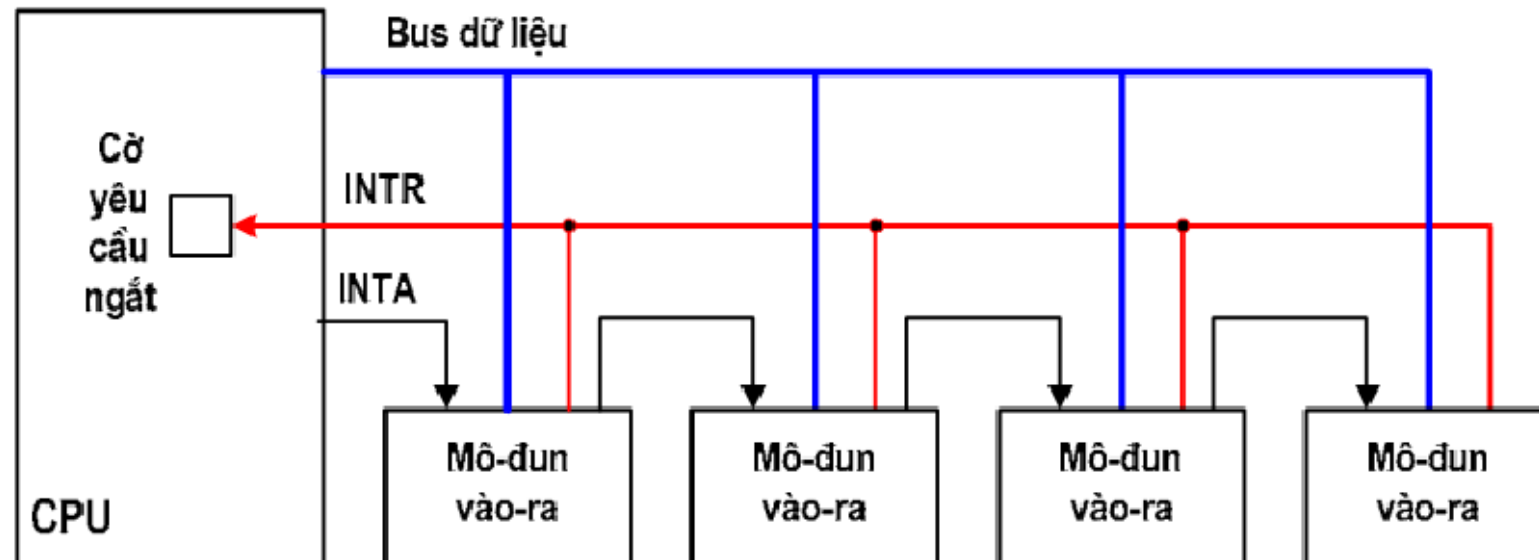 Bus dữ liệu
Cờ
yêu
cầu
ngắt
INTR
INTA
CPU
Mô-đun
vào-ra
Mô-đun
vào-ra
Mô-đun
vào-ra
Mô-đun
vào-ra